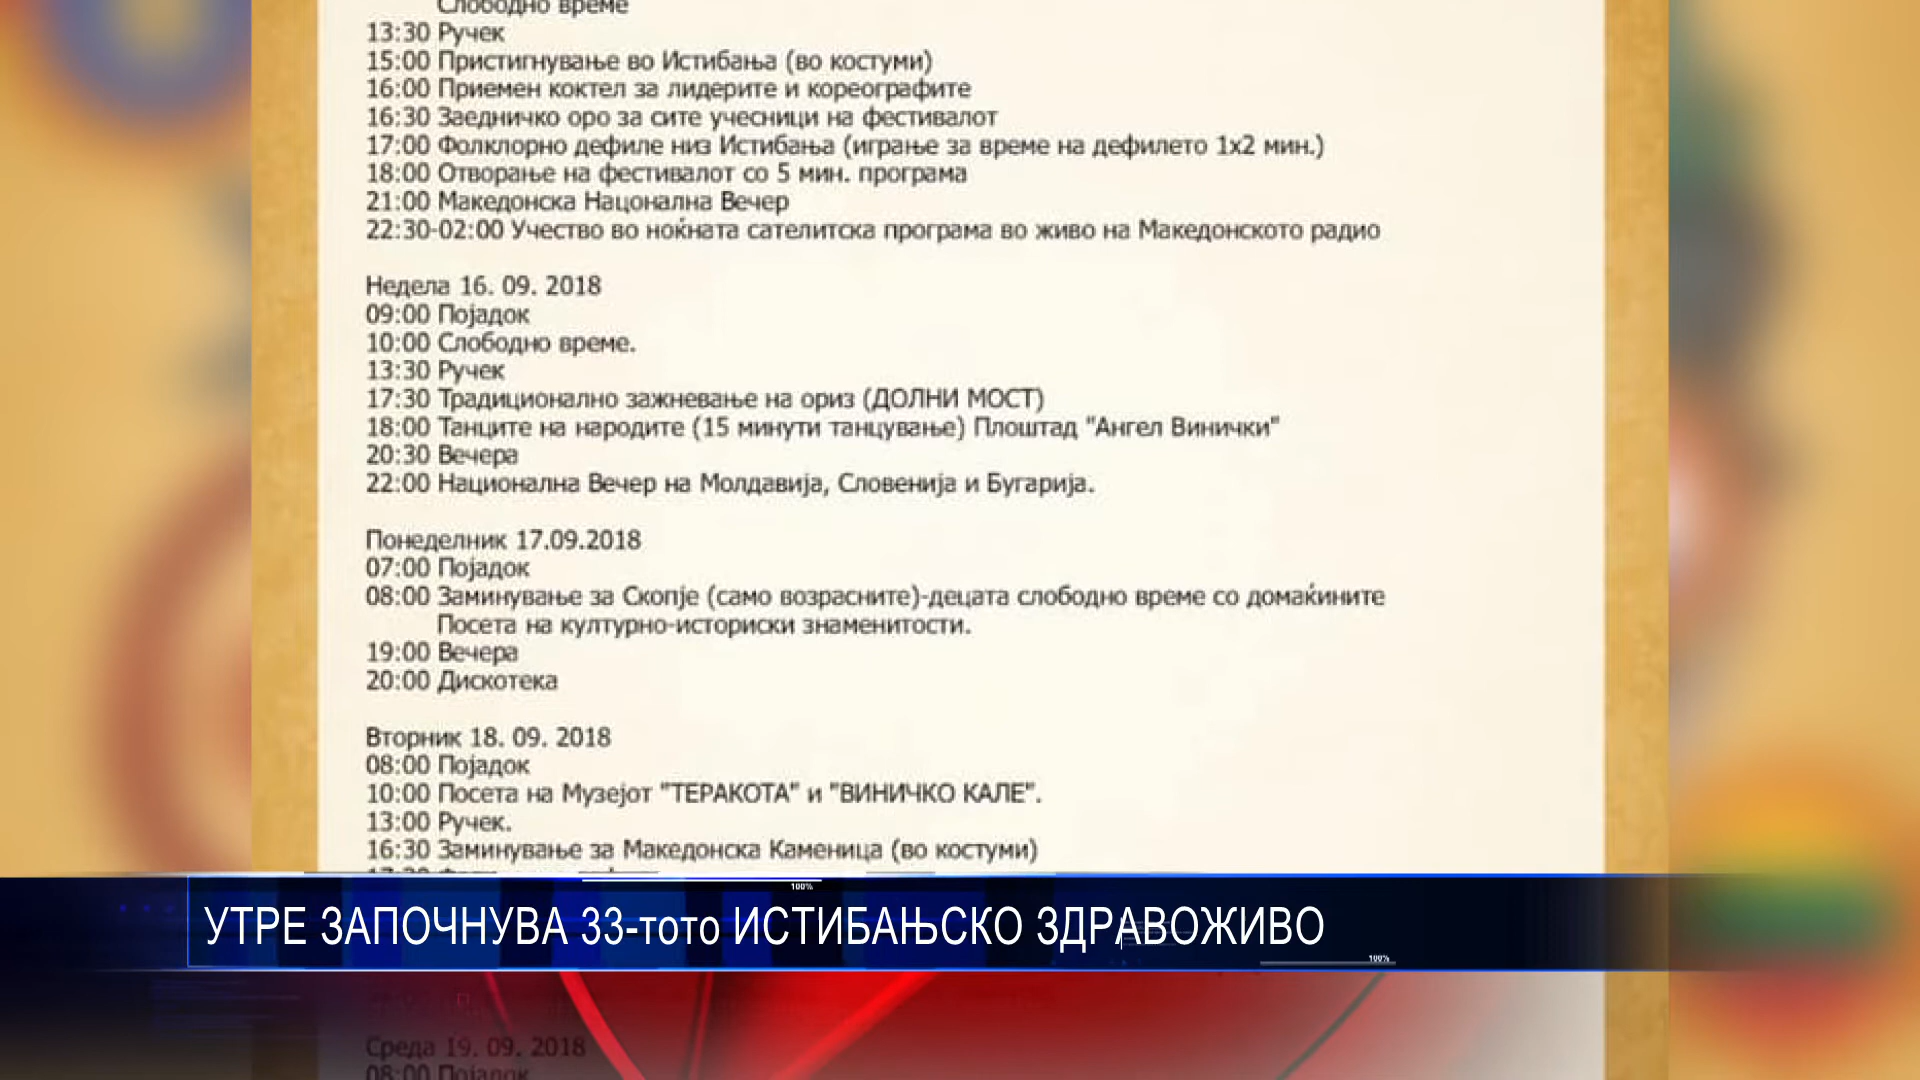 Слободно време
13:30 Ручек
15:00 Пристигнување во Истибања (во костуми)
16:00 Приемен коктел за лидерите и кореографите
16:30 Заедничко оро за сите учесници на фестивалот
17:00 Фолклорно дефиле низ Истибања (играње за време на дефилето 1x2 мин.)
18:00 Отворање на фестивалот со 5 мин. програма
21:00 Македонска Нацонална Вечер
22:30-02:00 Учество во ноќната сателитска програма во живо на Македонското радио
Недела 16. 09. 2018
09:00 Појадок
10:00 Слободно време.
13:30 Ручек
17:30 Традиционално зажневање на ориз (ДОЛНИ МОСТ)
18:00 Танците на народите (15 минути танцување) Плоштад "Ангел Винички"
20:30 Вечера
22:00 Национална Вечер на Молдавија, Словенија и Бугарија.
Понеделник 17.09.2018
07:00 Појадок
08:00 Заминување за Скопје (само возрасните)-децата слободно време со домаќините
Посета на културно-историски знаменитости.
19:00 Вечера
20:00 Дискотека
Вторник 18. 09. 2018
08:00 Појадок
10:00 Посета на Музејот "ТЕРАКОТА" и "ВИНИЧКО КАЛЕ".
13:00 Ручек.
16:30 Заминување за Македонска Каменица (во костуми)
100%
УТРЕ ЗАПОЧНУВА 33-тото ИСТИБАЊСКО ЗДРАВОЖИВО
100%
Среда 19. 09. 2018
08:00 Појадок